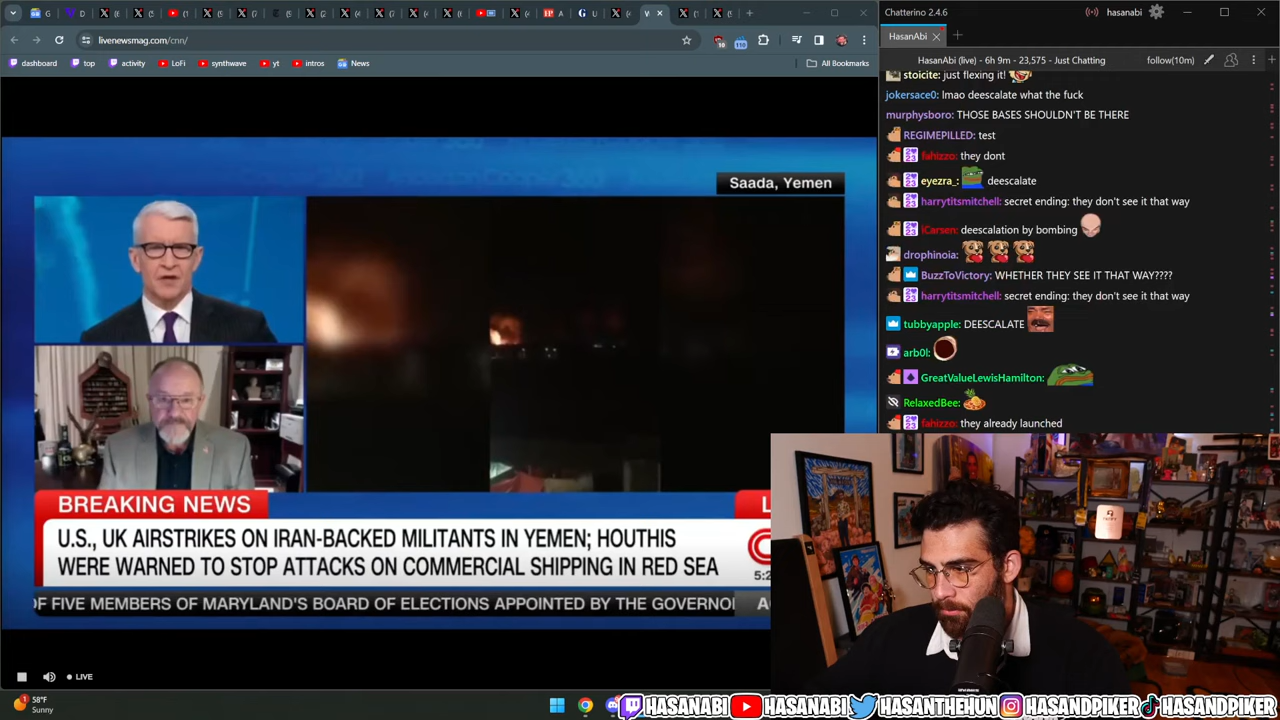 livenewsmag.com/cnn/
dashboard
top
activity
LoFi
synthwave
yt
intros
News
All Bookmarks
Saada, Yemen
BREAKING NEWS
U.S., UK AIRSTRIKES ON IRAN-BACKED MILITANTS IN YEMEN; HOUTHIS
WERE WARNED TO STOP ATTACKS ON COMMERCIAL SHIPPING IN RED SEA
OF FIVE MEMBERS OF MARYLAND'S BOARD OF ELECTIONS APPOINTED BY THE GOVERNOR
LIVE
58°F
Sunny
Chatterino 2.4.6
hasanabi
HasanAbi
HasanAbi (live) - 6h 9m - 23,575 - Just Chatting
follow(10m)
stoicite: just flexing it!
jokersace0: lmao deescalate what the fuck
murphysboro: THOSE BASES SHOULDN'T BE THERE
REGIMEPILLED: test
fahizzo: they dont
eyezra_: deescalate
harrytitsmitchell: secret ending: they don't see it that way
iCarsen: deescalation by bombing
drophinoia:
BuzzToVictory: WHETHER THEY SEE IT THAT WAY????
harrytitsmitchell: secret ending: they don't see it that way
tubbyapple: DEESCALATE
arb0l:
GreatValueLewisHamilton:
RelaxedBee:
fahizzo: they already launched
HASANABI
HASANABI
HASANTHEHUN
HASANDPIKER
HASANDPIKER